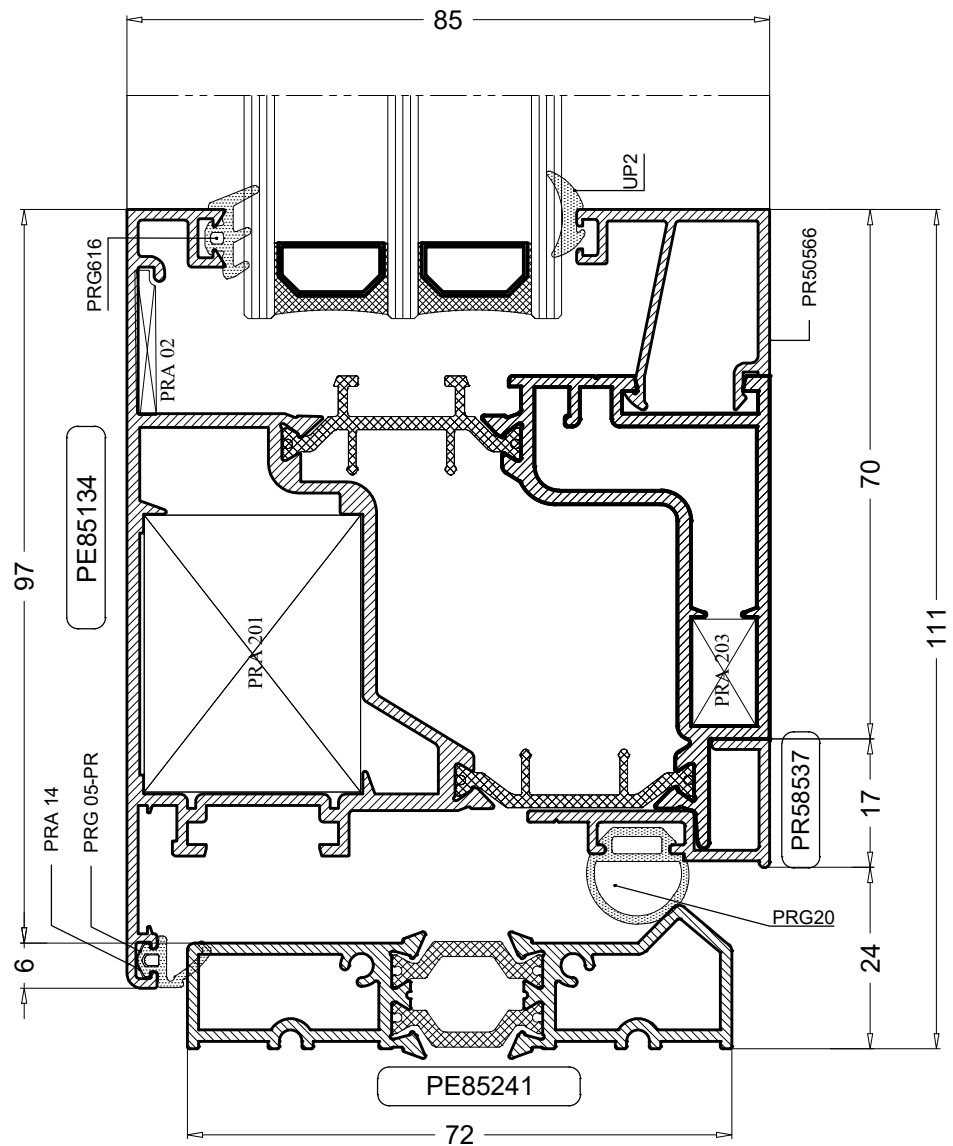 85
UP2
PRG616
PR50566
PRA 02
70
PE85134
97
111
PRA 201
PRA 203
PRA 14
PRG 05-PR
PR58537
17
PRG20
6
24
PE85241
72